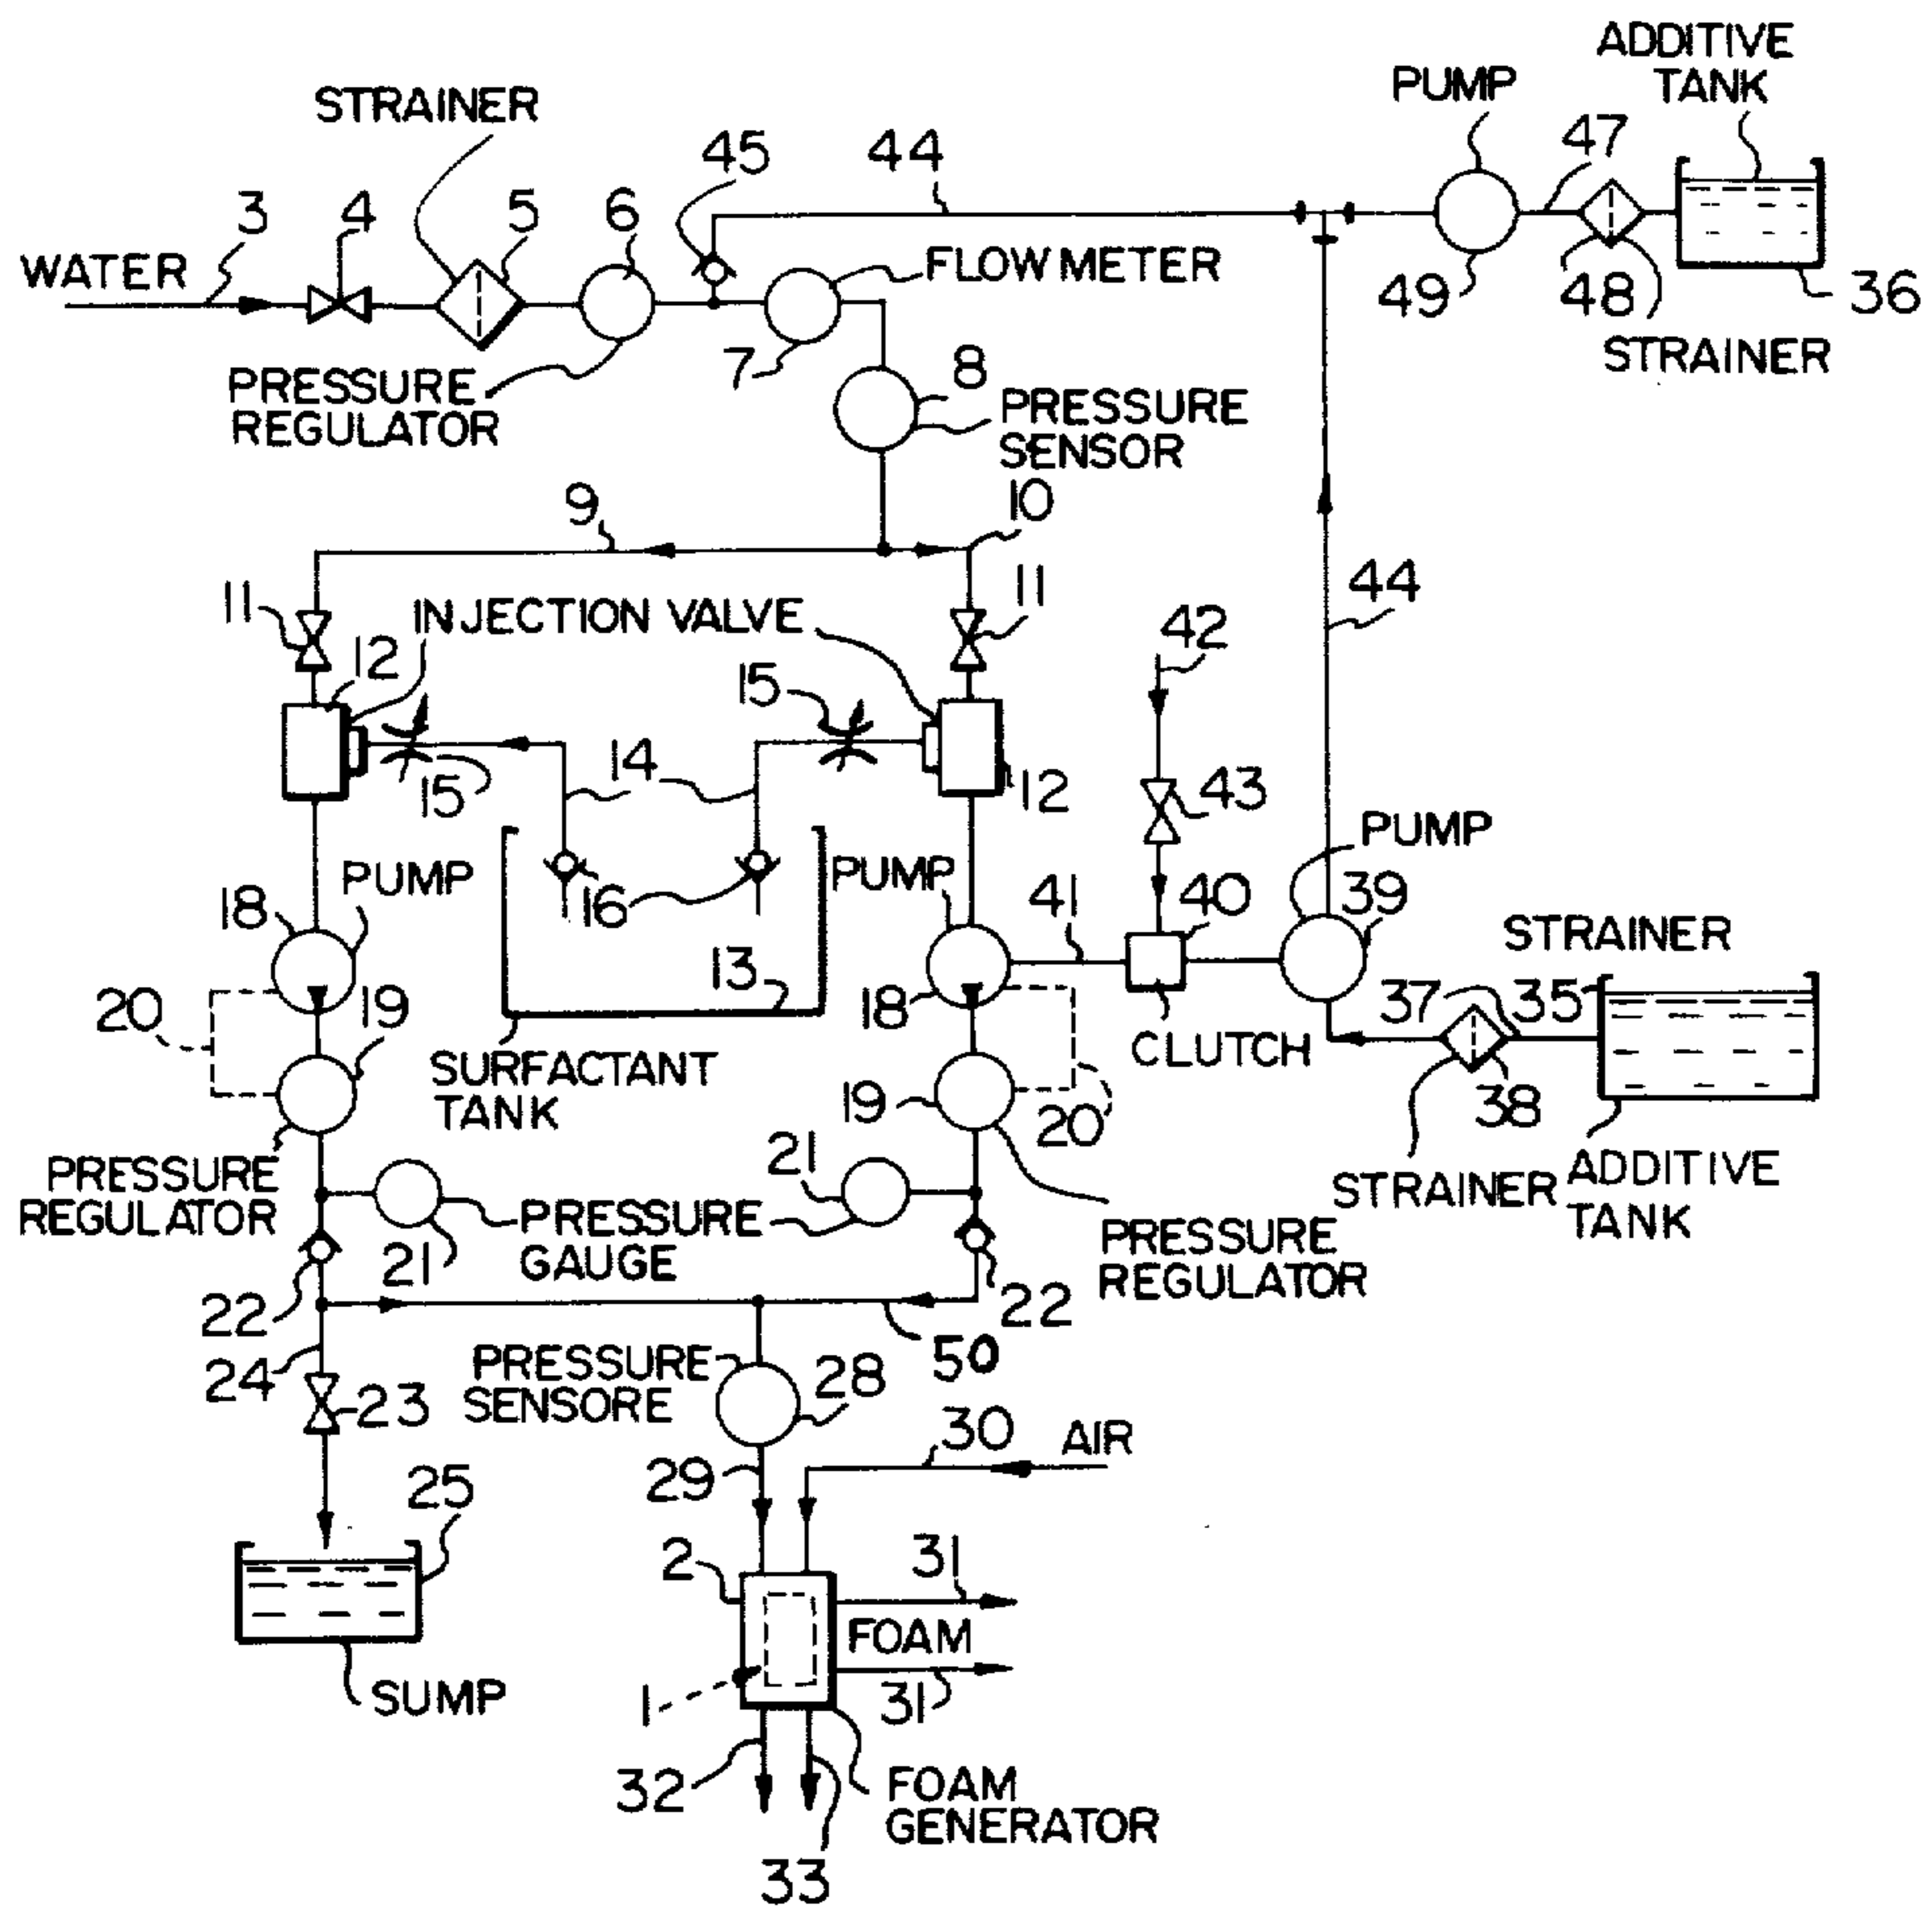 ADDITIVE
TANK
PUMP
STRAINER
45
44
47
3
4
5
6
WATER
FLOW METER
49
48
36
STRAINER
7
8
PRESSURE
REGULATOR
PRESSURE
SENSOR
9
10
11
INJECTION VALVE
11
42
44
12
15
14
15
12
43
PUMP
PUMP
18
16
PUMP
41
40
39
STRAINER
13
20
19
18
37
35
CLUTCH
SURFACTANT
TANK
19
20
38
21
PRESSURE
REGULATOR
PRESSURE
GAUGE
21
STRAINER
ADDITIVE
TANK
PRESSURE
REGULATOR
22
22
24
23
PRESSURE
SENSORE
28
50
30
AIR
29
25
2
31
FOAM
1
31
SUMP
32
FOAM
GENERATOR
33